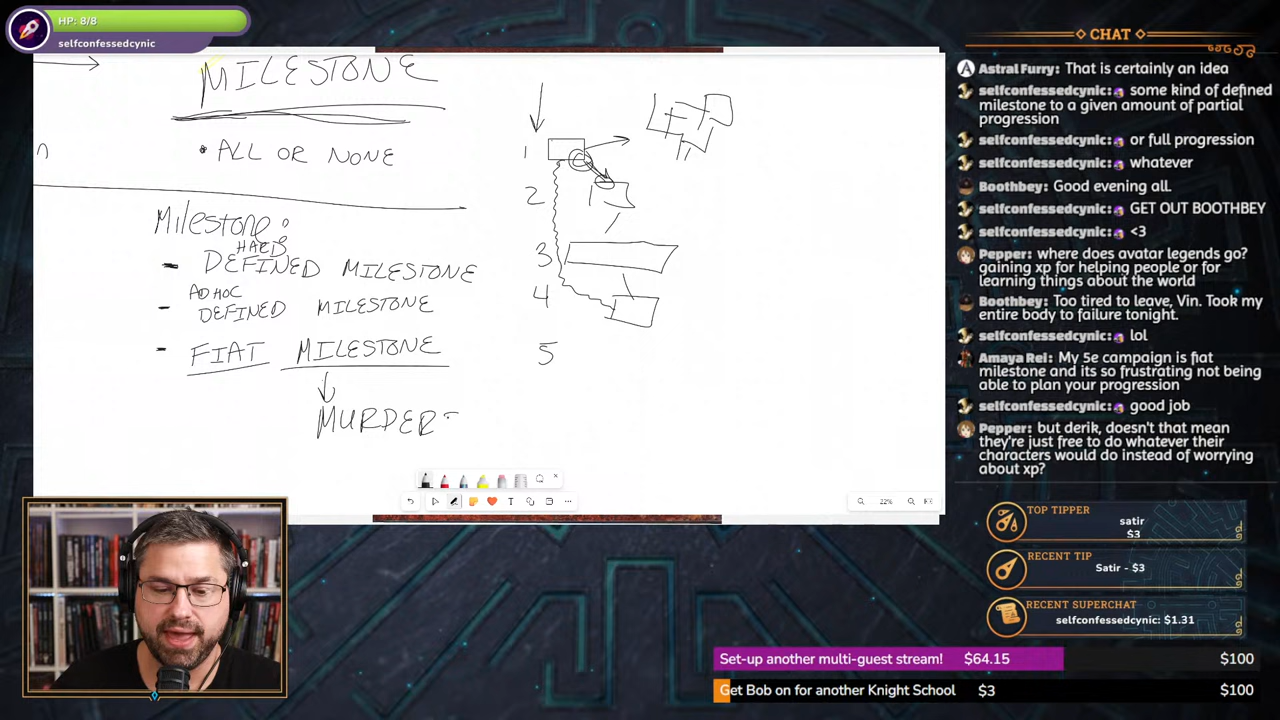 HP: 8/8
selfconfessedcynic
MILESTONE
• ALL OR NONE
n
Milestone:
HARD
- DEFINED MILESTONE
AD HOC
- DEFINED MILESTONE
- FIAT MILESTONE
MURDER
1
2
3
4
5
22%
CHAT
Astral Furry: That is certainly an idea
selfconfessedcynic: some kind of defined
milestone to a given amount of partial
progression
selfconfessedcynic: or full progression
selfconfessedcynic: whatever
Boothbey: Good evening all.
selfconfessedcynic: GET OUT BOOTHBEY
selfconfessedcynic: <3
Pepper: where does avatar legends go?
gaining xp for helping people or for
learning things about the world
Boothbey: Too tired to leave, Vin. Took my
entire body to failure tonight.
selfconfessedcynic: lol
Amaya Rei: My 5e campaign is fiat
milestone and its so frustrating not being
able to plan your progression
selfconfessedcynic: good job
Pepper: but derik, doesn't that mean
they're just free to do whatever their
characters would do instead of worrying
about xp?
TOP TIPPER
satir
$3
RECENT TIP
Satir - $3
RECENT SUPERCHAT
selfconfessedcynic: $1.31
Set-up another multi-guest stream! $64.15 $100
Get Bob on for another Knight School $3 $100